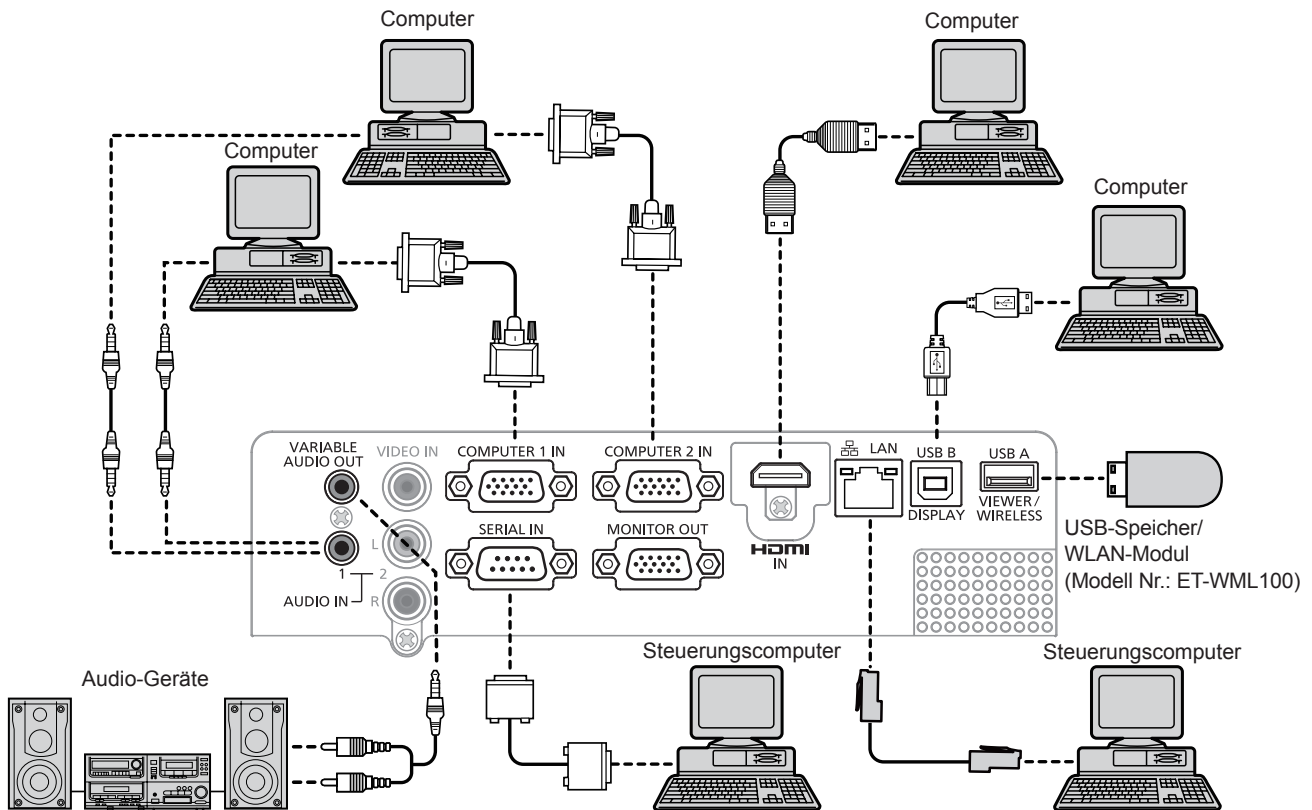 Computer
Computer
Computer
Computer
VARIABLE
AUDIO OUT
VIDEO IN
COMPUTER 1 IN
COMPUTER 2 IN
LAN
USB B
USB A
DISPLAY
VIEWER /
WIRELESS
SERIAL IN
MONITOR OUT
HDMI
IN
L
1
2
AUDIO IN
R
USB-Speicher/
WLAN-Modul
(Modell Nr.: ET-WML100)
Audio-Geräte
Steuerungscomputer
Steuerungscomputer